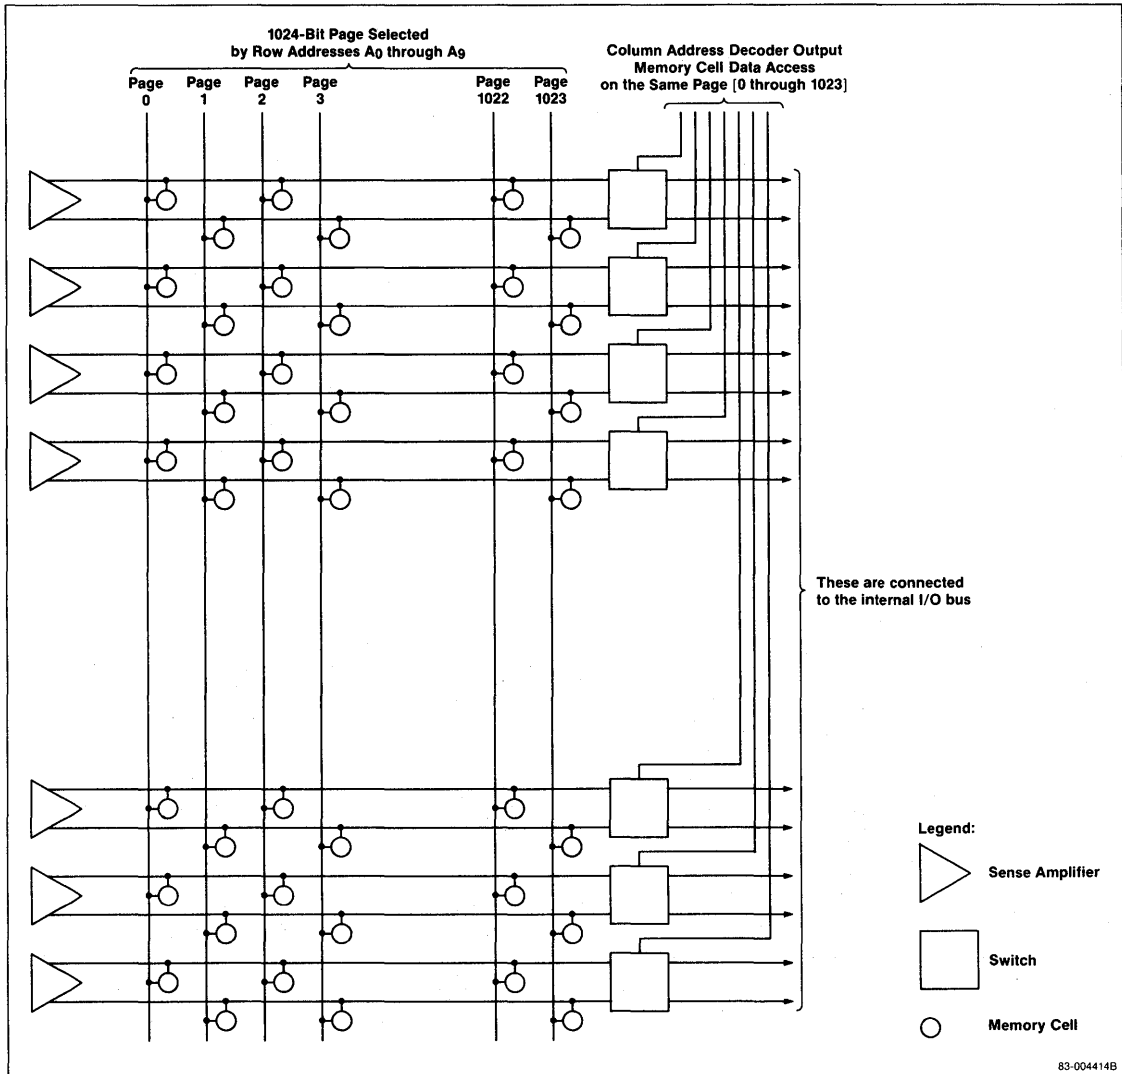 1024-Bit Page Selected
by Row Addresses A0 through A9
Column Address Decoder Output
Memory Cell Data Access
on the Same Page [0 through 1023]
Page Page Page Page Page Page
0 1 2 3 1022 1023
These are connected
to the internal I/O bus
Legend:
Sense Amplifier
Switch
Memory Cell
83-004414B